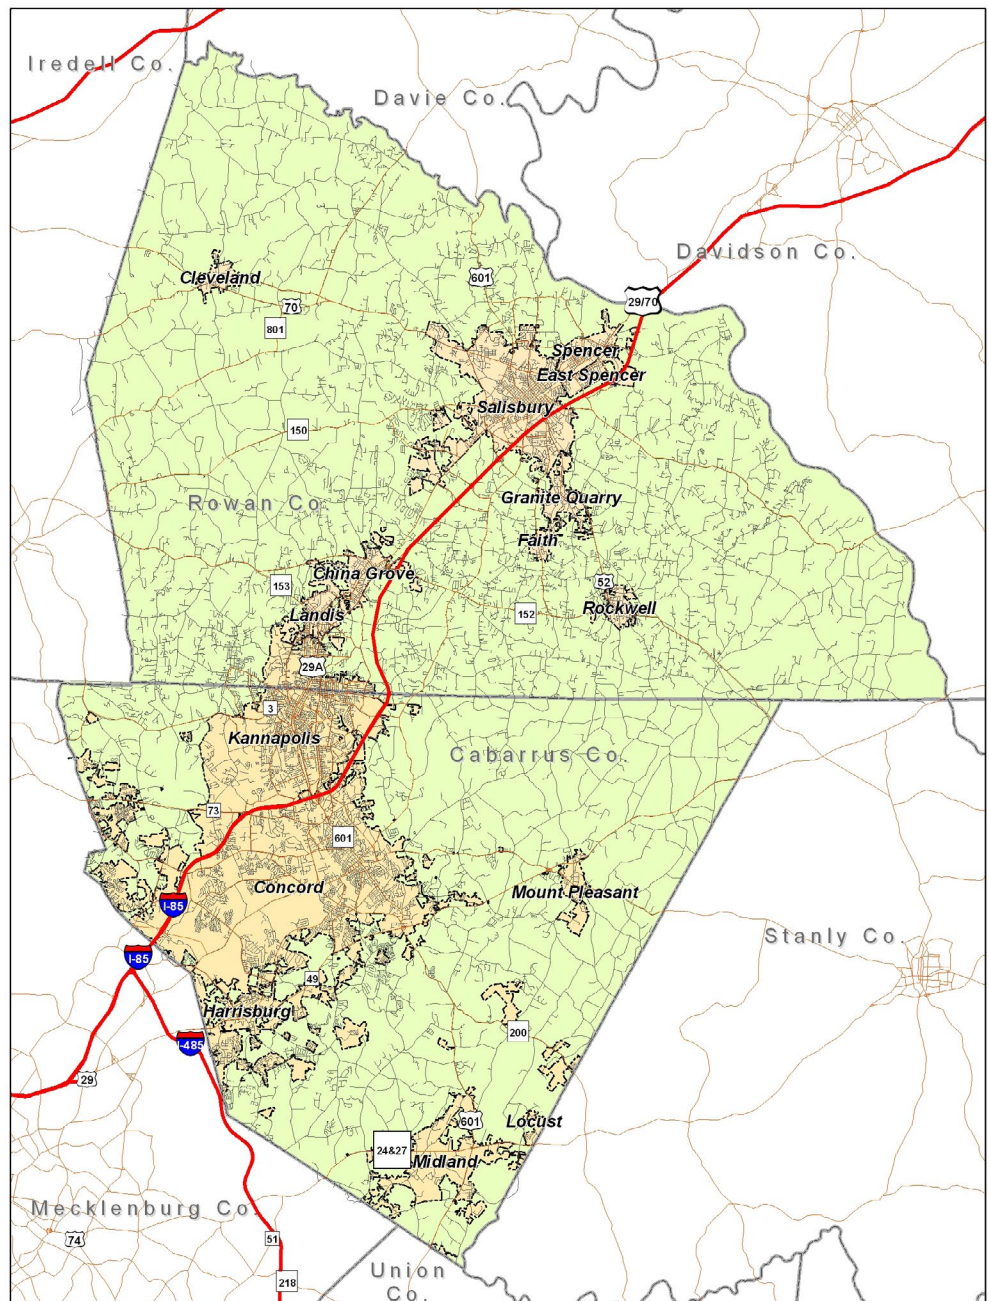 Iredell Co.
Davie Co.
Davidson Co.
Cleveland
601
70
29/70
801
Spencer
East Spencer
Salisbury
150
Granite Quarry
Rowan Co.
Faith
China Grove
153
52
Rockwell
152
Landis
29A
3
Kannapolis
Cabarrus Co.
73
601
Concord
Mount Pleasant
I-85
Stanly Co.
I-85
49
Harrisburg
200
I-485
29
601
Locust
24&27
Midland
Mecklenburg Co.
74
51
Union
Co.
218